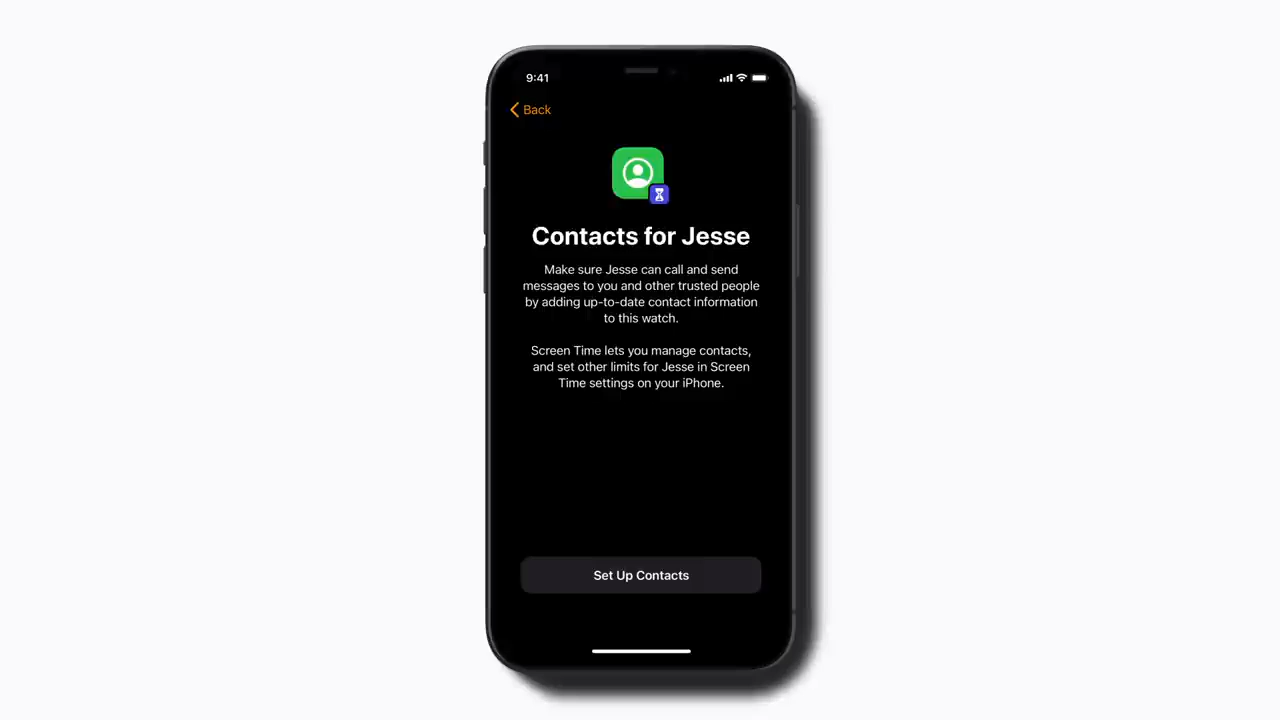 9:41
Back
Contacts for Jesse
Make sure Jesse can call and send
messages to you and other trusted people
by adding up-to-date contact information
to this watch.
Screen Time lets you manage contacts,
and set other limits for Jesse in Screen
Time settings on your iPhone.
Set Up Contacts